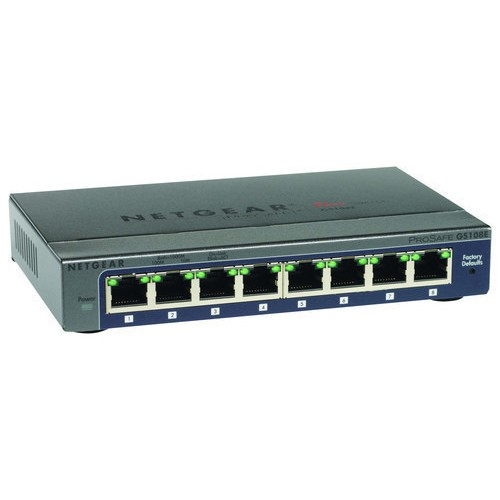 NETGEAR
PROSAFE GS108E
NETGEAR
Power
Factory
Defaults
1 2 3 4 5 6 7 8